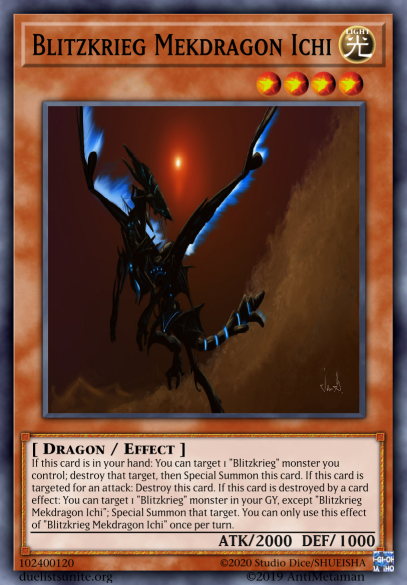 Blitzkrieg Mekdragon Ichi
LIGHT
光
[ Dragon / Effect ]
If this card is in your hand: You can target 1 "Blitzkrieg" monster you
control; destroy that target, then Special Summon this card. If this card is
targeted for an attack: Destroy this card. If this card is destroyed by a card
effect: You can target 1 "Blitzkrieg" monster in your GY, except "Blitzkrieg
Mekdragon Ichi"; Special Summon that target. You can only use this effect
of "Blitzkrieg Mekdragon Ichi" once per turn.
ATK/2000 DEF/1000
102400120
©2020 Studio Dice/SHUEISHA
duelistsunite.org
©2019 AntiMetaman